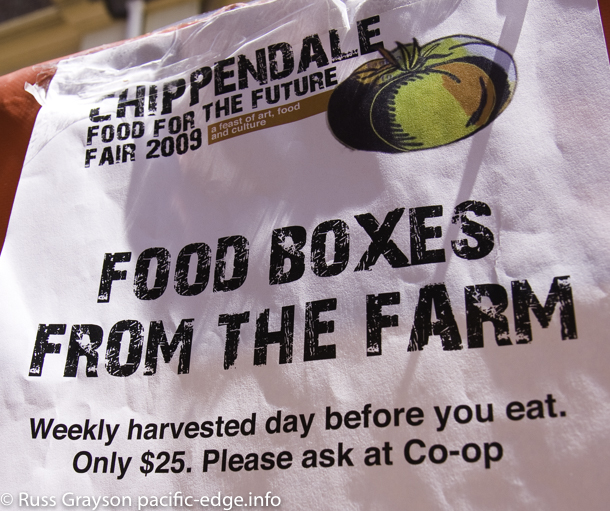 CHIPPENDALE
FOOD FOR THE FUTURE
FAIR 2009
a feast of art, food
and culture
FOOD BOXES
FROM THE FARM
Weekly harvested day before you eat.
Only $25. Please ask at Co-op
© Russ Grayson pacific-edge.info